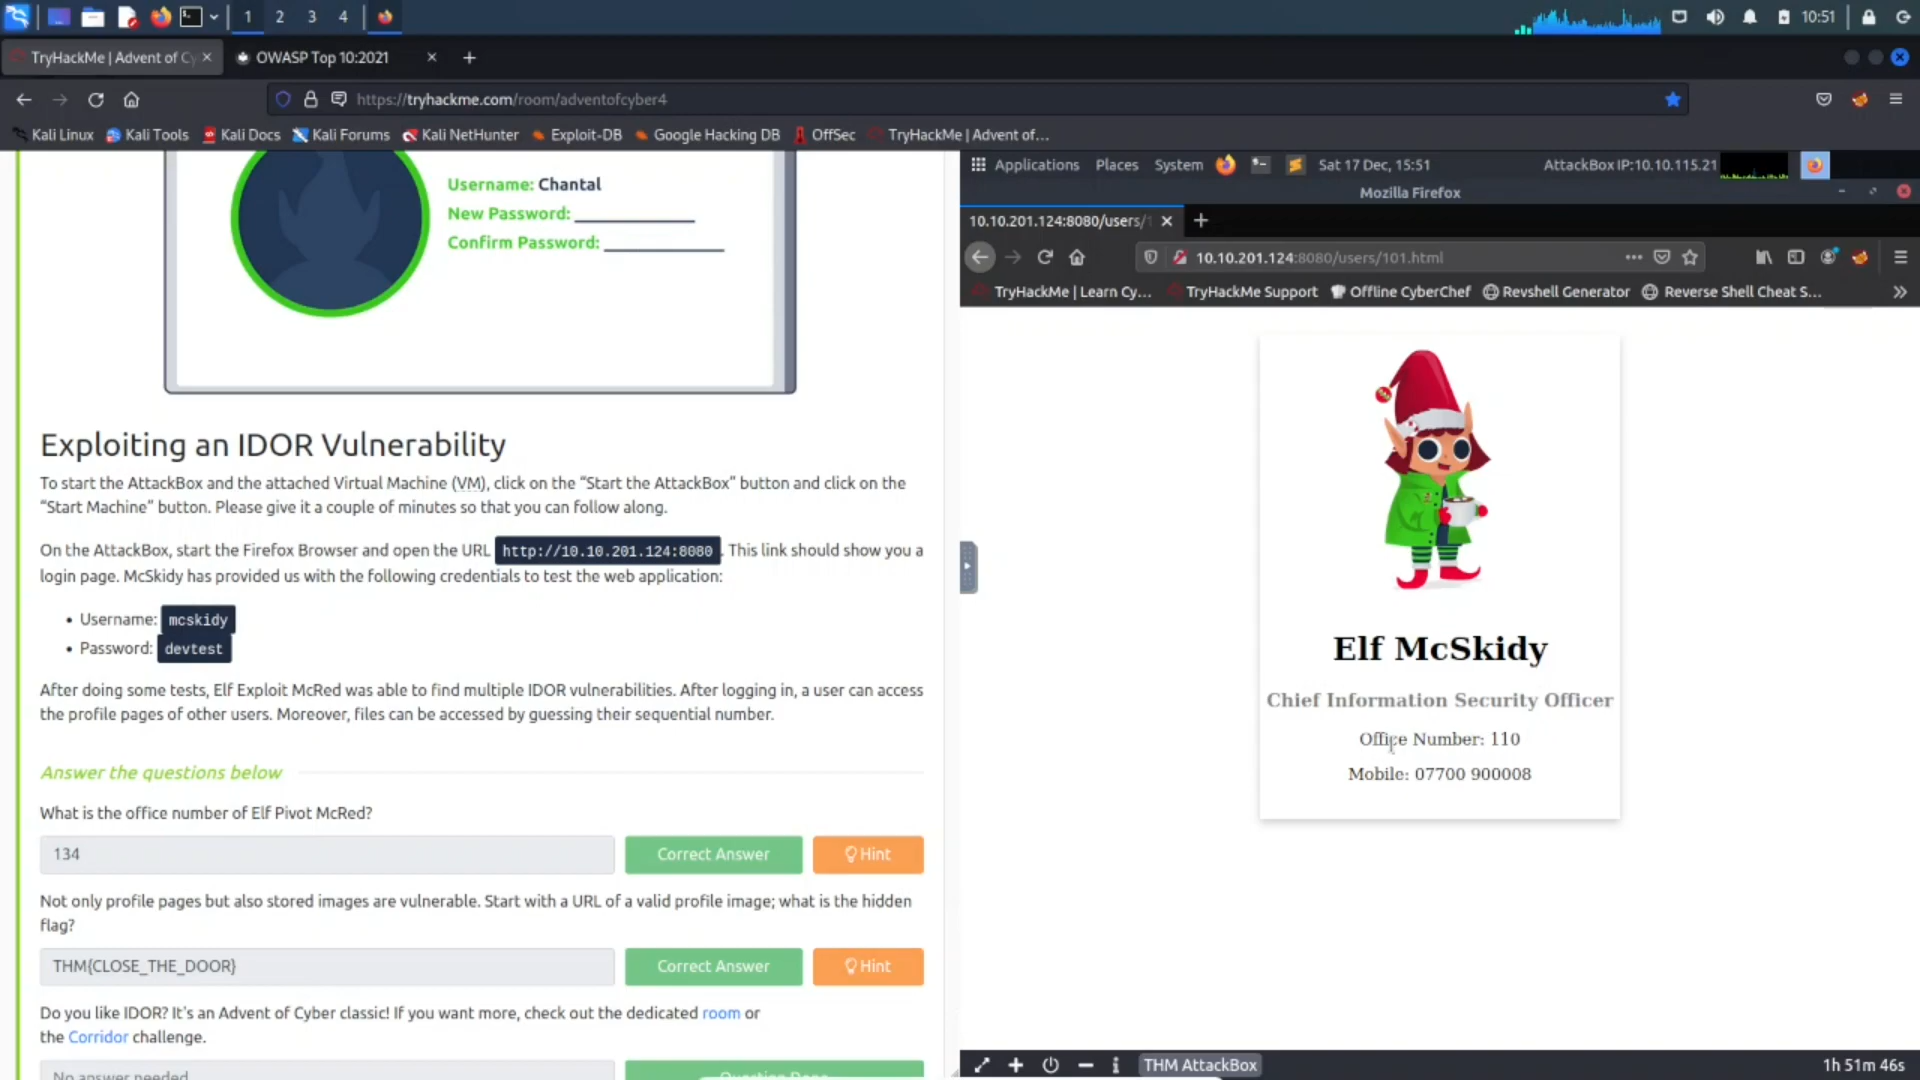 1 2 3 4 10:51
TryHackMe | Advent of Cy
OWASP Top 10:2021
https://tryhackme.com/room/adventofcyber4
Kali Linux Kali Tools Kali Docs Kali Forums Kali NetHunter Exploit-DB Google Hacking DB OffSec TryHackMe | Advent of...
Username: Chantal
New Password:
Confirm Password:
Exploiting an IDOR Vulnerability
To start the AttackBox and the attached Virtual Machine (VM), click on the “Start the AttackBox” button and click on the
“Start Machine” button. Please give it a couple of minutes so that you can follow along.
On the AttackBox, start the Firefox Browser and open the URL http://10.10.201.124:8080 . This link should show you a
login page. McSkidy has provided us with the following credentials to test the web application:
• Username: mcskidy
• Password: devtest
After doing some tests, Elf Exploit McRed was able to find multiple IDOR vulnerabilities. After logging in, a user can access
the profile pages of other users. Moreover, files can be accessed by guessing their sequential number.
Answer the questions below
What is the office number of Elf Pivot McRed?
134 Correct Answer Hint
Not only profile pages but also stored images are vulnerable. Start with a URL of a valid profile image; what is the hidden
flag?
THM{CLOSE_THE_DOOR} Correct Answer Hint
Do you like IDOR? It's an Advent of Cyber classic! If you want more, check out the dedicated room or
the Corridor challenge.
No answer needed Question Done
Applications Places System Sat 17 Dec, 15:51 AttackBox IP:10.10.115.21
Mozilla Firefox
10.10.201.124:8080/users/1
10.10.201.124:8080/users/101.html
TryHackMe | Learn Cy... TryHackMe Support Offline CyberChef Revshell Generator Reverse Shell Cheat S...
Elf McSkidy
Chief Information Security Officer
Office Number: 110
Mobile: 07700 900008
THM AttackBox 1h 51m 46s